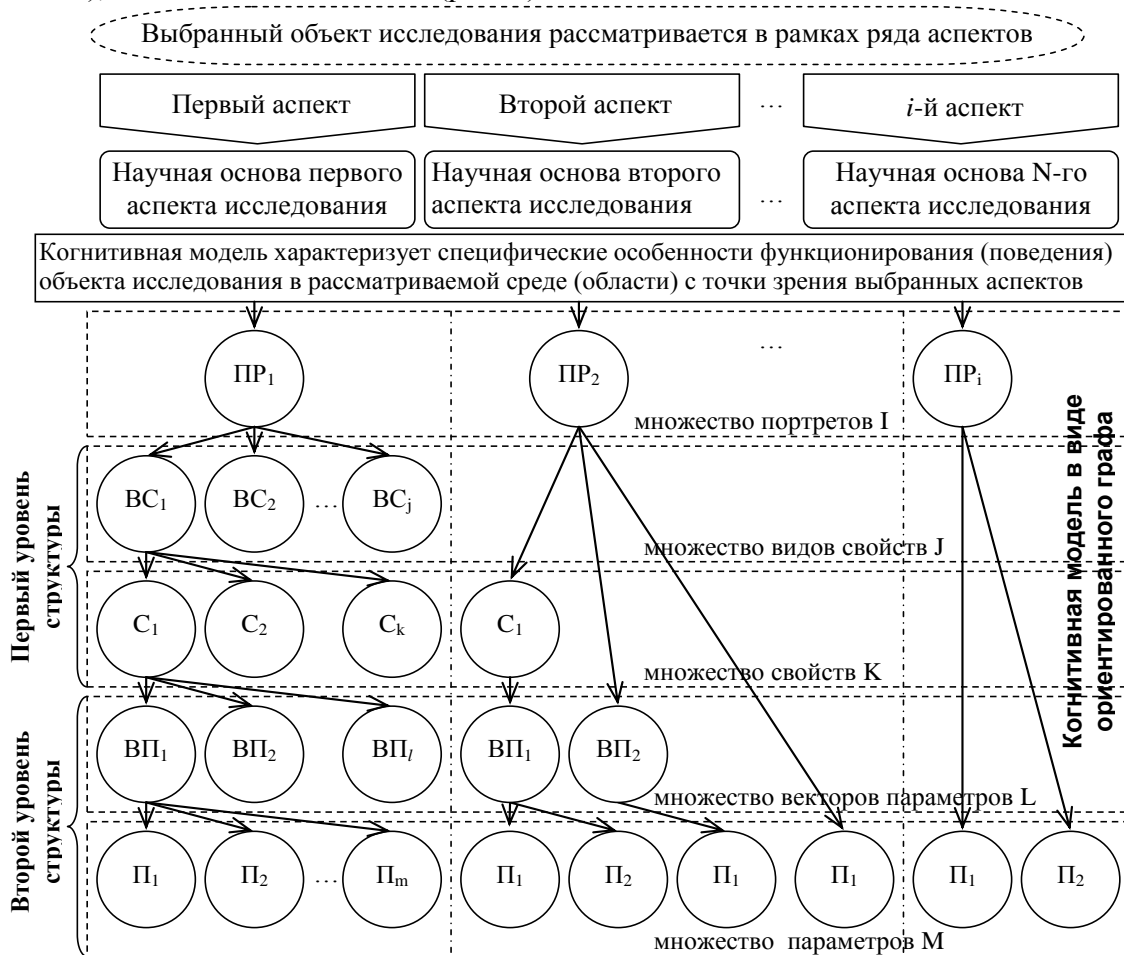 Выбранный объект исследования рассматривается в рамках ряда аспектов
Первый аспект
Второй аспект
...
i-й аспект
Научная основа первого
аспекта исследования
Научная основа второго
аспекта исследования
...
Научная основа N-го
аспекта исследования
Когнитивная модель характеризует специфические особенности функционирования (поведения)
объекта исследования в рассматриваемой среде (области) с точки зрения выбранных аспектов
ПР1
ПР2
...
ПРi
множество портретов I
Первый уровень
структуры
ВС1
ВС2
...
ВСj
множество видов свойств J
С1
С2
Сk
С1
множество свойств K
Второй уровень
структуры
ВП1
ВП2
ВПl
ВП1
ВП2
множество векторов параметров L
П1
П2
...
Пm
П1
П2
П1
П1
П1
П2
множество параметров M
Когнитивная модель в виде
ориентированного графа